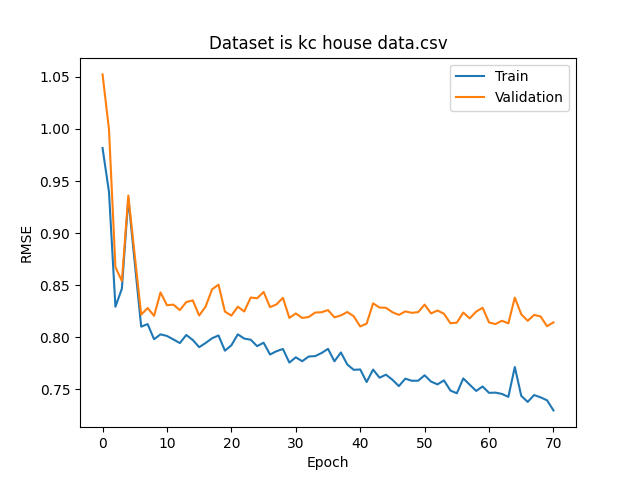 Dataset is kc house data.csv
Train
Validation
RMSE
1.05
1.00
0.95
0.90
0.85
0.80
0.75
0 10 20 30 40 50 60 70
Epoch